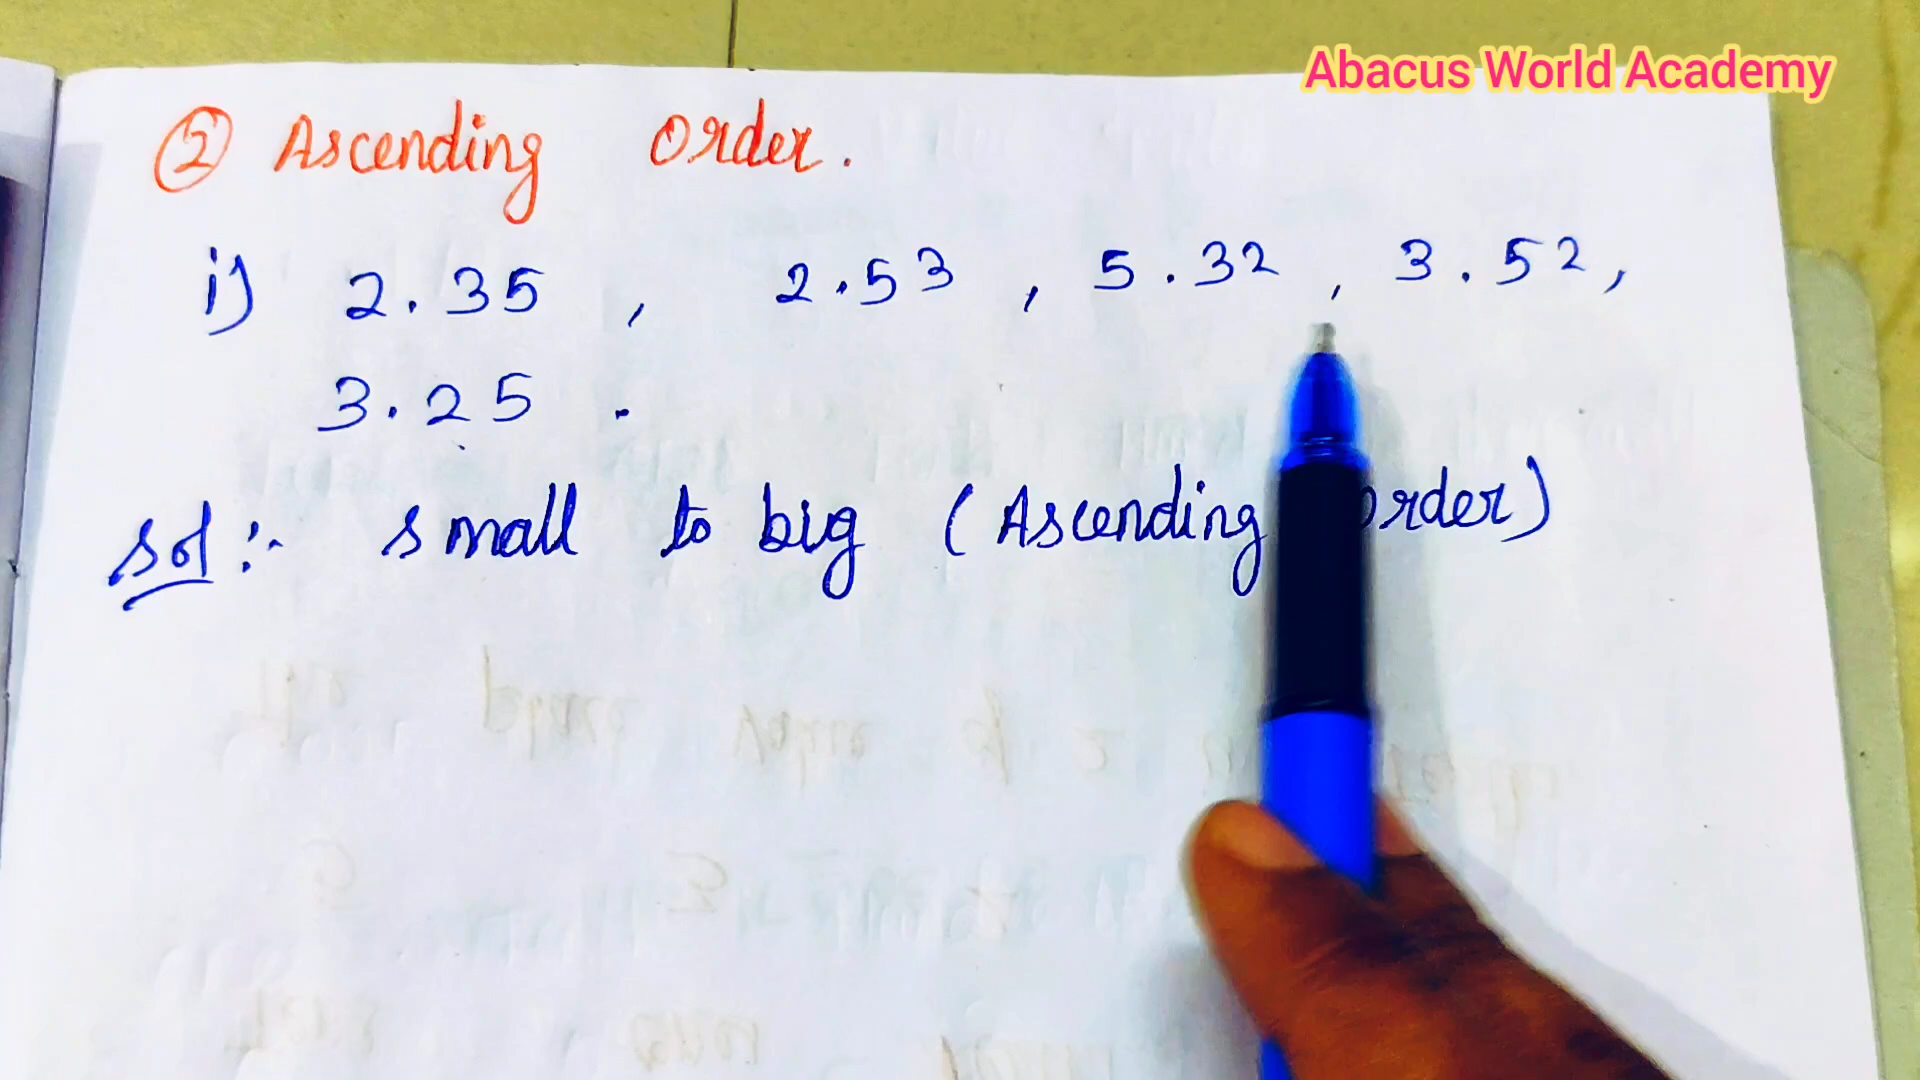 Abacus World Academy
② Ascending Order.
i) 2.35 , 2.53 , 5.32 , 3.52,
3.25 .
Sol :- small to big (Ascending order)